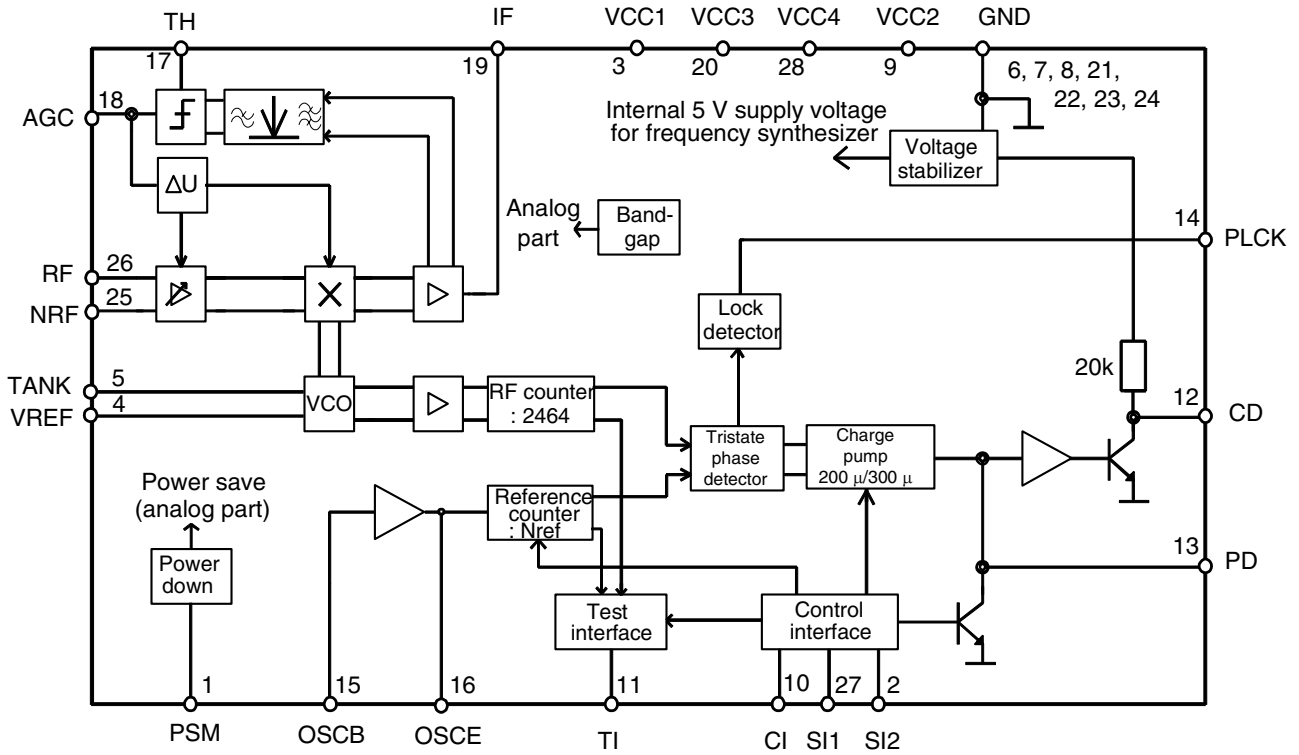 TH
IF
VCC1
VCC3
VCC4
VCC2
GND
17
19
3
20
28
9
6, 7, 8, 21,
22, 23, 24
AGC
18
Internal 5 V supply voltage
for frequency synthesizer
Voltage
stabilizer
ΔU
Analog
part
Band-
gap
14
PLCK
RF
26
NRF
25
Lock
detector
20k
TANK
5
VREF
4
VCO
RF counter
: 2464
12
CD
Tristate
phase
detector
Charge
pump
200 μ/300 μ
Power save
(analog part)
Reference
counter
: Nref
13
PD
Power
down
Test
interface
Control
interface
1
15
16
11
10
27
2
PSM
OSCB
OSCE
TI
CI
SI1
SI2